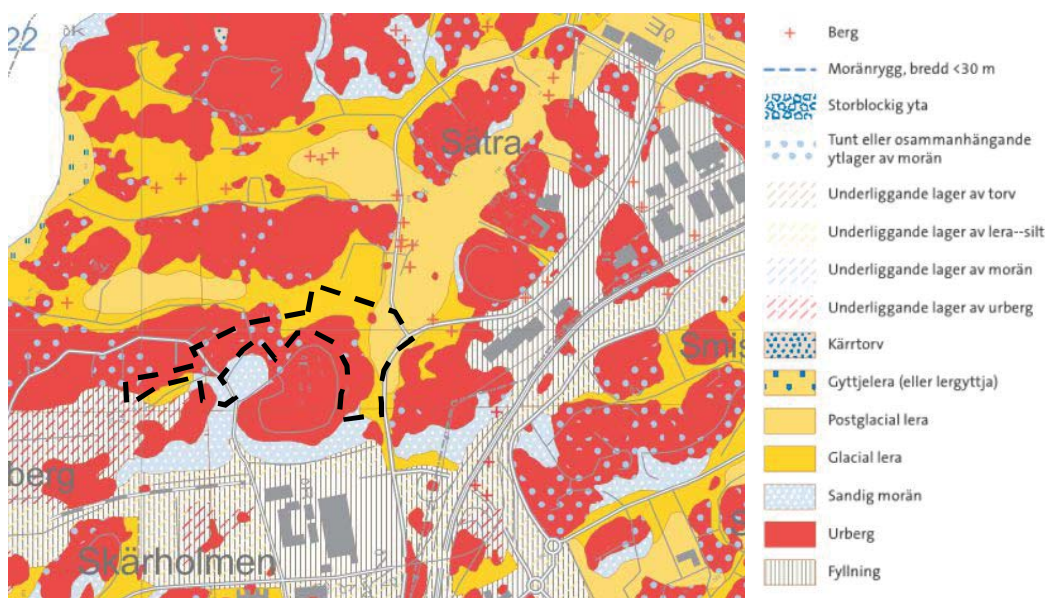 22
Sätra
Smis
berg
Skärholmen
S
Berg
Moränrygg, bredd <30 m
Storblockig yta
Tunt eller osammanhängande
ytlager av morän
Underliggande lager av torv
Underliggande lager av lera--silt
Underliggande lager av morän
Underliggande lager av urberg
Kärrtorv
Gyttjelera (eller lergyttja)
Postglacial lera
Glacial lera
Sandig morän
Urberg
Fyllning